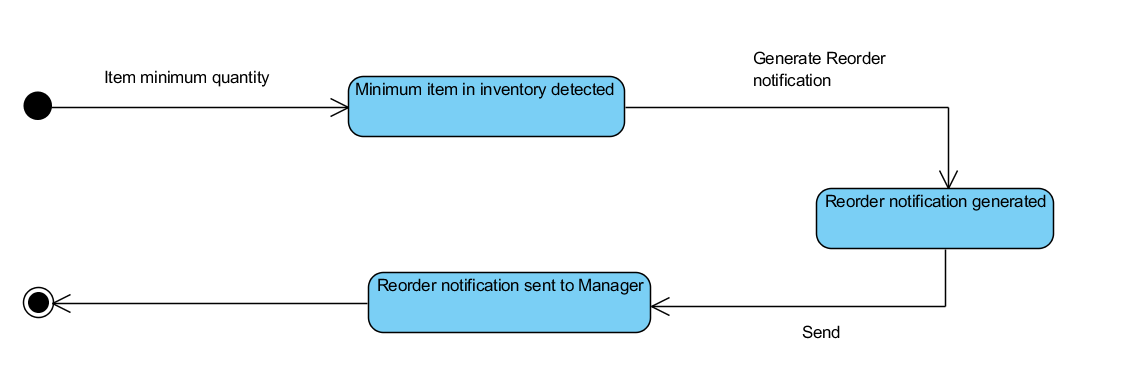 Item minimum quantity
Minimum item in inventory detected
Generate Reorder
notification
Reorder notification generated
Send
Reorder notification sent to Manager